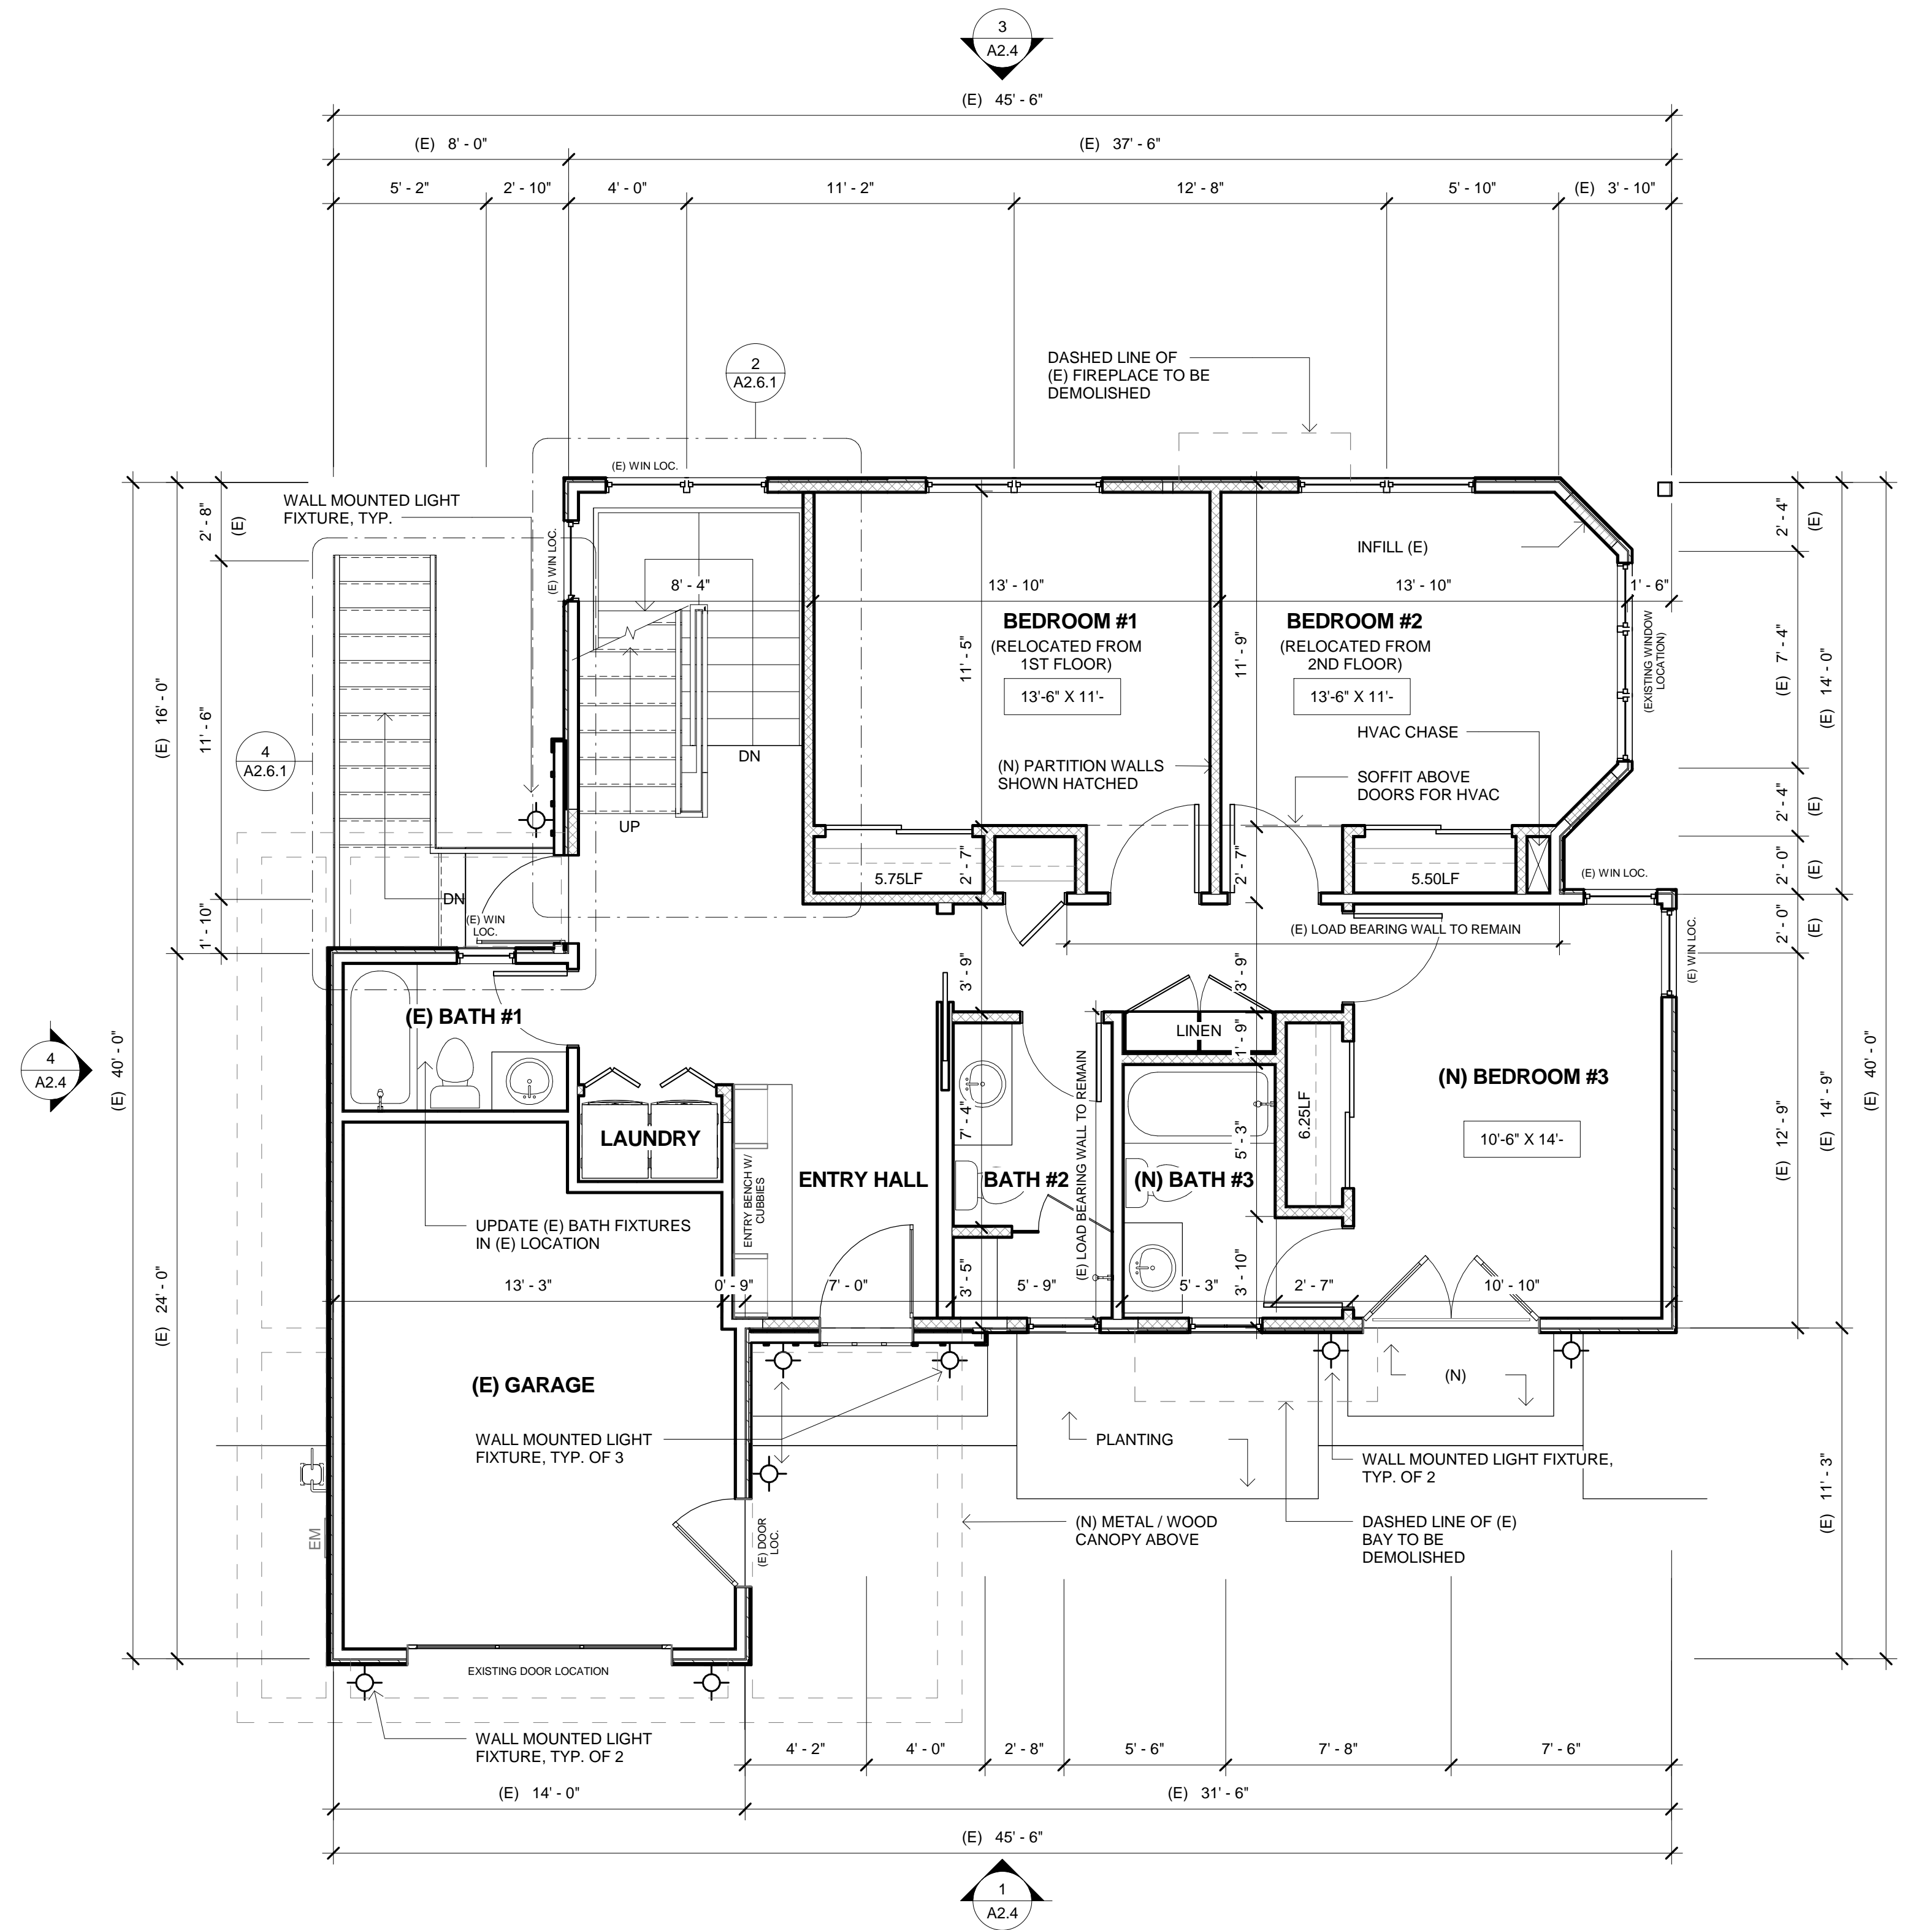 3
A2.4
(E) 45' - 6"
(E) 8' - 0"
(E) 37' - 6"
5' - 2"
2' - 10"
4' - 0"
11' - 2"
12' - 8"
5' - 10"
(E) 3' - 10"
2
A2.6.1
DASHED LINE OF
(E) FIREPLACE TO BE
DEMOLISHED
(E) WIN LOC.
WALL MOUNTED LIGHT
FIXTURE, TYP.
2' - 8"
(E)
(E) WIN LOC.
INFILL (E)
2' - 4"
(E)
8' - 4"
13' - 10"
13' - 10"
1' - 6"
BEDROOM #1
(RELOCATED FROM
1ST FLOOR)
13'-6" X 11'-
11' - 5"
BEDROOM #2
(RELOCATED FROM
2ND FLOOR)
13'-6" X 11'-
11' - 9"
(EXISTING WINDOW
LOCATION)
(E) 7' - 4"
(E) 14' - 0"
(E) 16' - 0"
11' - 6"
4
A2.6.1
HVAC CHASE
DN
(N) PARTITION WALLS
SHOWN HATCHED
SOFFIT ABOVE
DOORS FOR HVAC
2' - 4"
(E)
UP
5.75LF
2' - 7"
2' - 7"
5.50LF
(E) WIN LOC.
2' - 0"
(E)
DN
(E) WIN
LOC.
1' - 10"
(E) LOAD BEARING WALL TO REMAIN
2' - 0"
(E)
(E) WIN LOC.
3' - 9"
3' - 9"
(E) BATH #1
LINEN
1' - 9"
4
A2.4
(E) 40' - 0"
(E) 40' - 0"
(N) BEDROOM #3
10'-6" X 14'-
6.25LF
LAUNDRY
7' - 4"
5' - 3"
(E) LOAD BEARING WALL TO REMAIN
(E) 12' - 9"
(E) 14' - 9"
ENTRY HALL
BATH #2
(N) BATH #3
ENTRY BENCH W/
CUBBIES
UPDATE (E) BATH FIXTURES
IN (E) LOCATION
(E) 24' - 0"
13' - 3"
0' - 9"
7' - 0"
3' - 5"
5' - 9"
5' - 3"
3' - 10"
2' - 7"
10' - 10"
(E) GARAGE
(N)
WALL MOUNTED LIGHT
FIXTURE, TYP. OF 3
PLANTING
WALL MOUNTED LIGHT FIXTURE,
TYP. OF 2
(E) 11' - 3"
EM
(E) DOOR
LOC.
(N) METAL / WOOD
CANOPY ABOVE
DASHED LINE OF (E)
BAY TO BE
DEMOLISHED
EXISTING DOOR LOCATION
WALL MOUNTED LIGHT
FIXTURE, TYP. OF 2
4' - 2"
4' - 0"
2' - 8"
5' - 6"
7' - 8"
7' - 6"
(E) 14' - 0"
(E) 31' - 6"
(E) 45' - 6"
1
A2.4